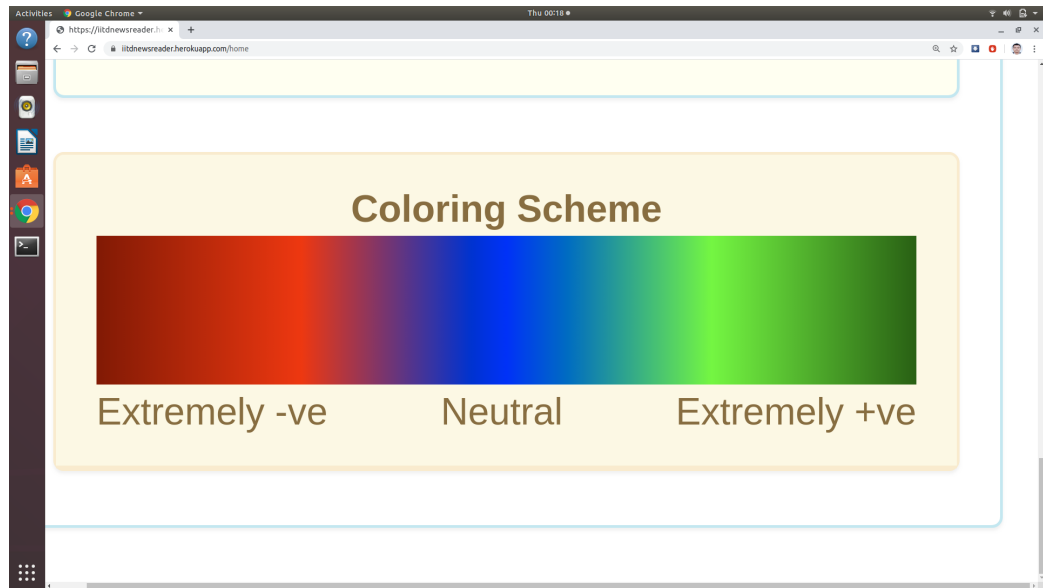 Activities Google Chrome Thu 00:18
https://iitdnewsreader.h
iitdnewsreader.herokuapp.com/home
Coloring Scheme
Extremely -ve Neutral Extremely +ve